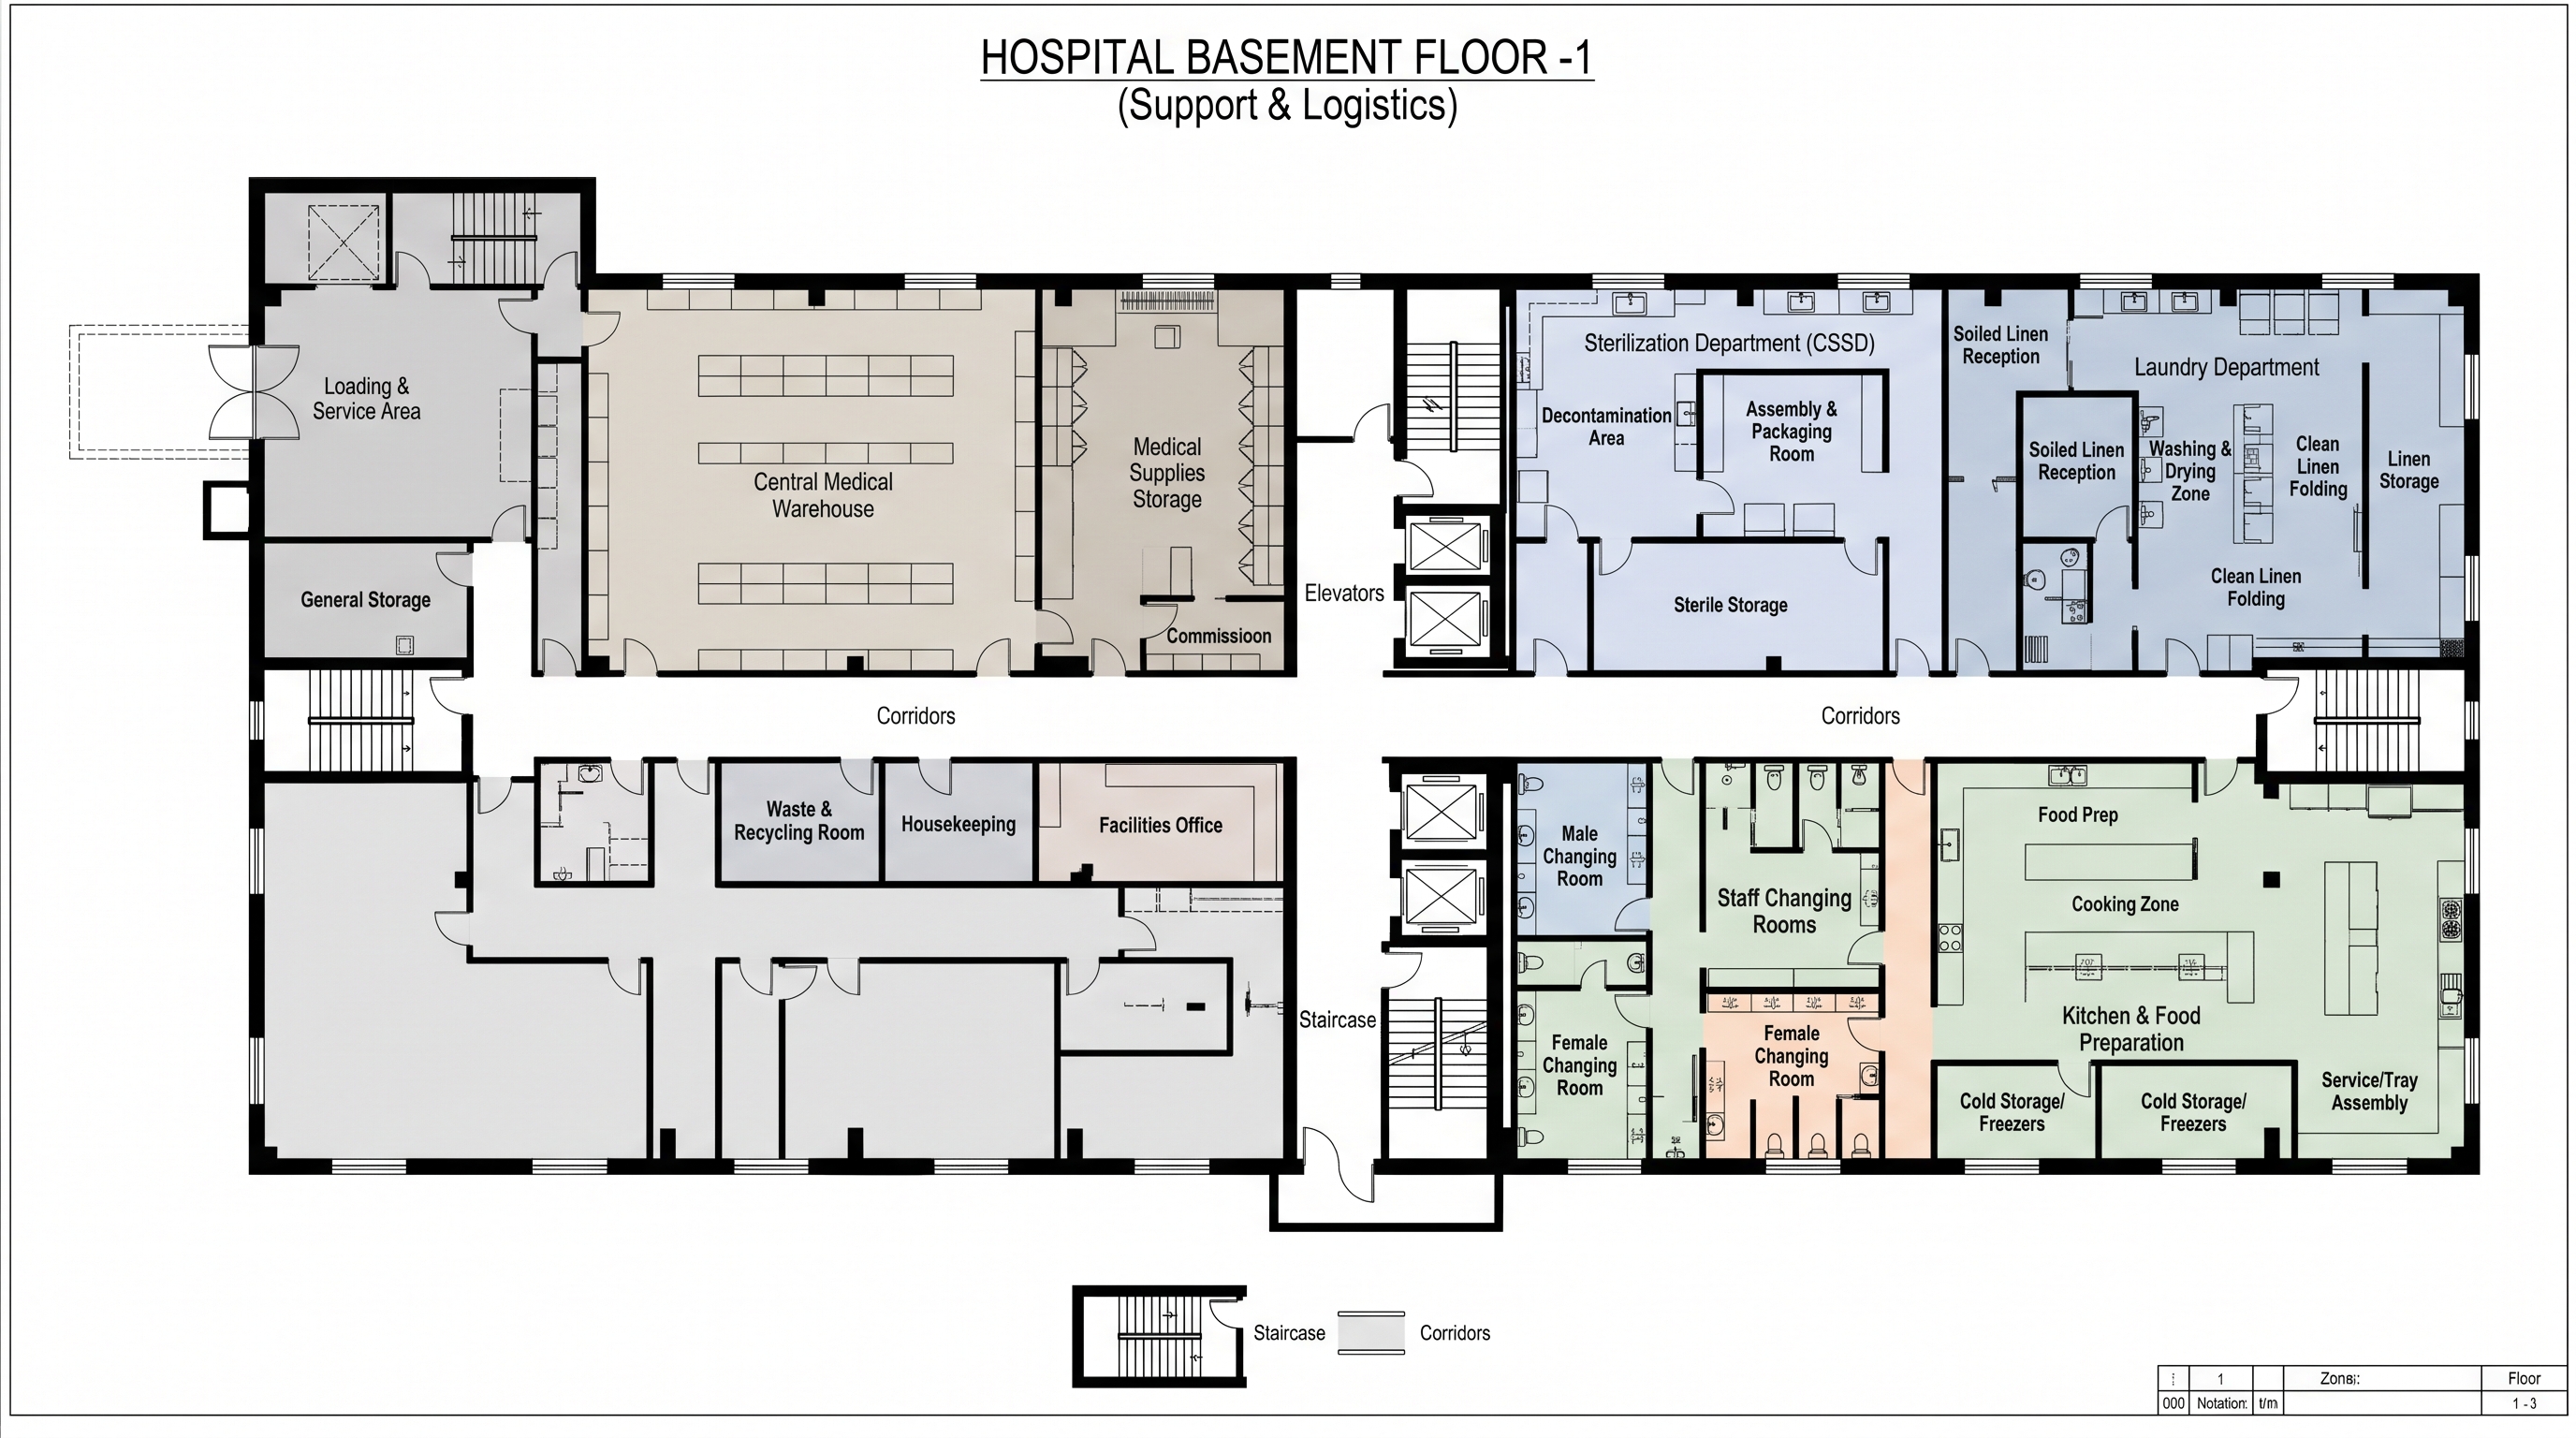 HOSPITAL BASEMENT FLOOR -1
(Support & Logistics)
Loading &
Service Area
General Storage
Central Medical
Warehouse
Medical
Supplies
Storage
Commissioon
Elevators
Sterilization Department (CSSD)
Decontamination
Area
Assembly &
Packaging
Room
Sterile Storage
Soiled Linen
Reception
Laundry Department
Soiled Linen
Reception
Washing &
Drying
Zone
Clean
Linen
Folding
Linen
Storage
Clean Linen
Folding
Corridors
Corridors
Waste &
Recycling Room
Housekeeping
Facilities Office
Staircase
Male
Changing
Room
Staff Changing
Rooms
Female
Changing
Room
Female
Changing
Room
Food Prep
Cooking Zone
Kitchen & Food
Preparation
Cold Storage/
Freezers
Cold Storage/
Freezers
Service/Tray
Assembly
Staircase
Corridors
1
Floor
000 Notation: t/m
1 - 3